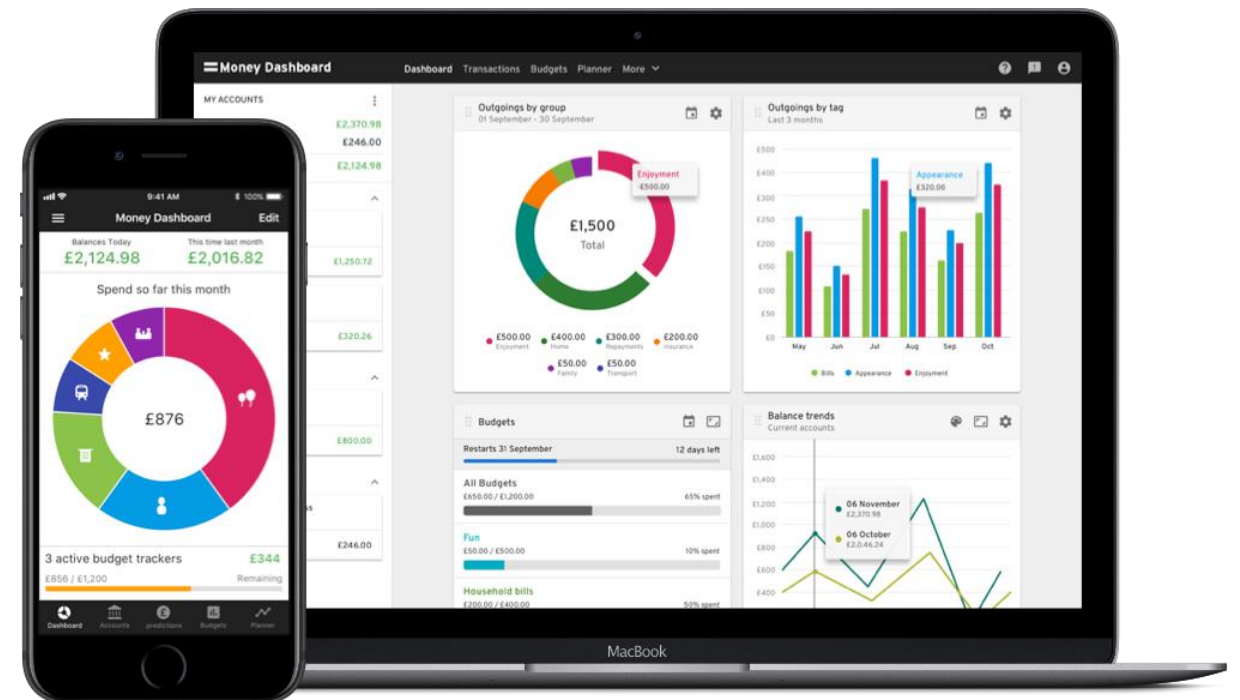 Money Dashboard
Dashboard Transactions Budgets Planner More
MY ACCOUNTS
£2,370.98
£246.00
£2,124.98
£1,250.72
£320.26
£800.00
£246.00
Outgoings by group
01 September - 30 September
Enjoyment
-£500.00
£1,500
Total
£500.00 £400.00 £300.00 £200.00
Enjoyment Home Repayments Insurance
£50.00 £50.00
Family Transport
Outgoings by tag
Last 3 months
£500
£400
£300
£250
£200
£150
£100
£50
£0
Appearance
£320.06
May Jun Jul Aug Sep Oct
Bills Appearance Enjoyment
Budgets
Restarts 31 September 12 days left
All Budgets
£650.00 / £1,200.00 65% spent
Fun
£50.00 / £500.00 10% spent
Household bills
£200.00 / £400.00 50% spent
Balance trends
Current accounts
£1,600
£1,400
£1,200
£1,000
£800
£600
£400
06 November
£2,370.98
06 October
£2,0.46.24
MacBook
9:41 AM 100%
Money Dashboard Edit
Balances Today This time last month
£2,124.98 £2,016.82
Spend so far this month
£876
3 active budget trackers £344
£856 / £1,200 Remaining
Dashboard Accounts predictions Budgets Planner